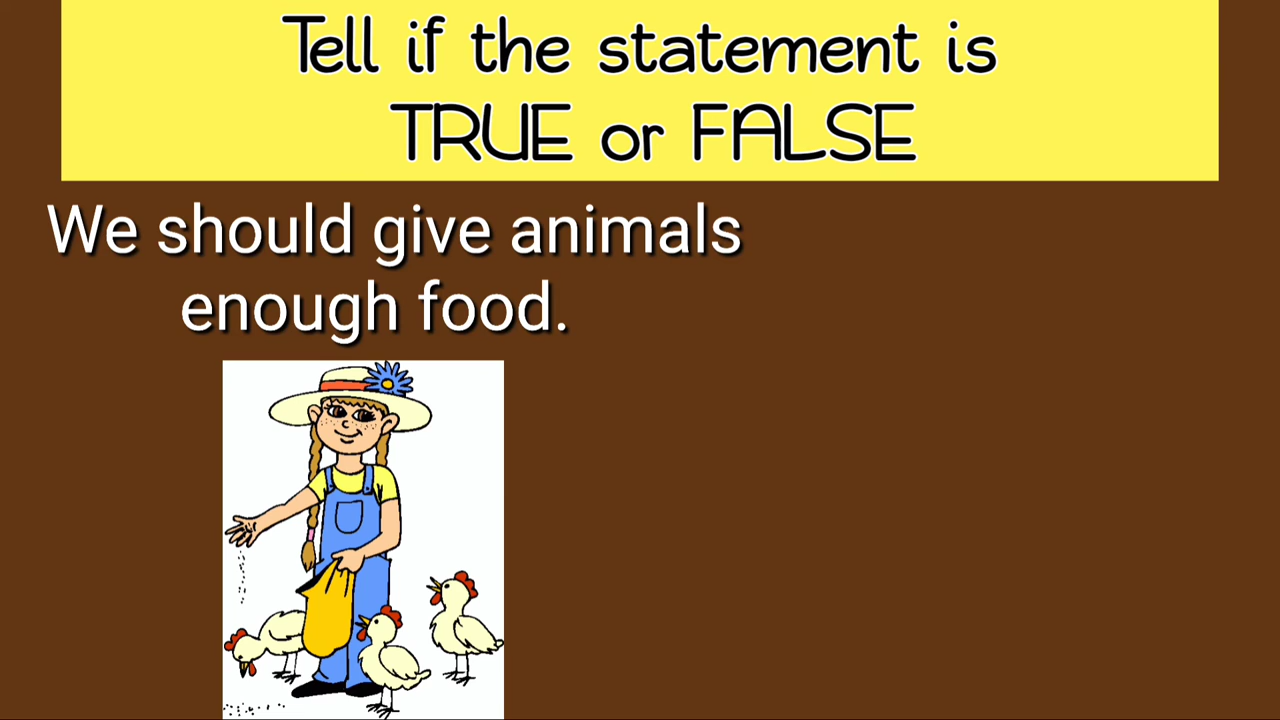 Tell if the statement is
TRUE or FALSE
We should give animals
enough food.